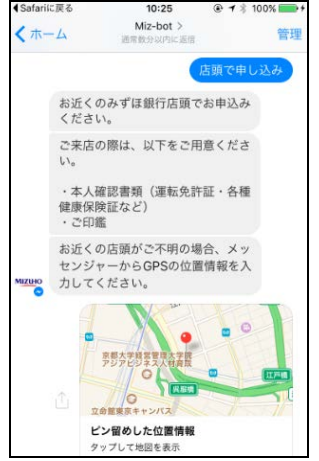 Safariに戻る 10:25 100%
ホーム Miz-bot > 管理
通常数分以内に返信
店頭で申し込み
お近くのみずほ銀行店頭でお申込み
ください。
ご来店の際は、以下をご用意くださ
い。
・本人確認書類（運転免許証・各種
健康保険証など）
・ご印鑑
お近くの店頭がご不明の場合、メッ
センジャーからGPSの位置情報を入
力してください。
MIZUHO
京都大学経営管理大学院
アジアビジネス人材育成
呉服橋
江戸橋
立命館東京キャンパス
ピン留めした位置情報
タップして地図を表示